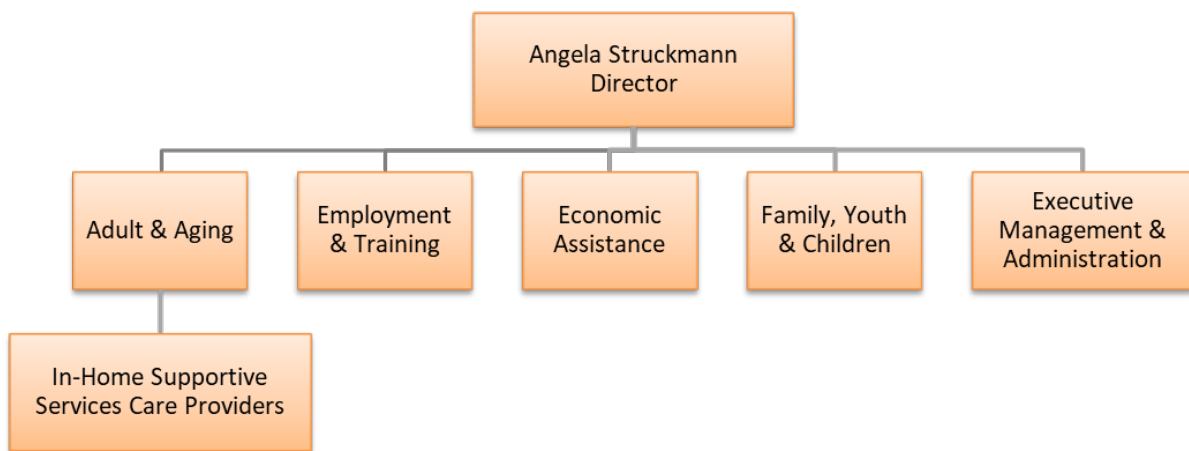 Angela Struckmann
Director
Adult & Aging
Employment
& Training
Economic
Assistance
Family, Youth
& Children
Executive
Management &
Administration
In-Home Supportive
Services Care Providers